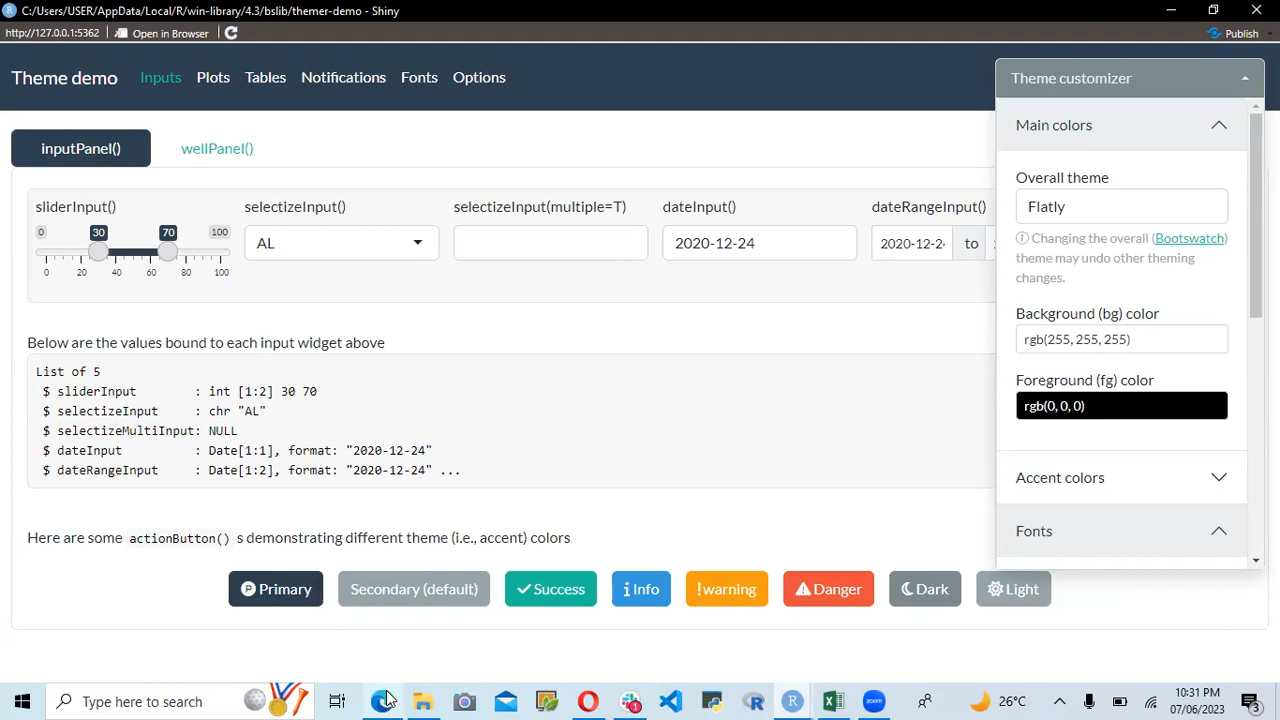 C:/Users/USER/AppData/Local/R/win-library/4.3/bslib/themer-demo - Shiny
http://127.0.0.1:5362 Open in Browser Publish
Theme demo Inputs Plots Tables Notifications Fonts Options
Theme customizer
Main colors
inputPanel() wellPanel()
Overall theme
Flatly
Changing the overall (Bootswatch)
theme may undo other theming
changes.
sliderInput() selectizeInput() selectizeInput(multiple=T) dateInput() dateRangeInput()
0 30 70 100
AL 2020-12-24 2020-12-2 to
0 20 40 60 80 100
Background (bg) color
rgb(255, 255, 255)
Foreground (fg) color
rgb(0, 0, 0)
Below are the values bound to each input widget above
List of 5
$ sliderInput : int [1:2] 30 70
$ selectizeInput : chr "AL"
$ selectizeMultiInput: NULL
$ dateInput : Date[1:1], format: "2020-12-24"
$ dateRangeInput : Date[1:2], format: "2020-12-24" ...
Accent colors
Fonts
Here are some actionButton() s demonstrating different theme (i.e., accent) colors
Primary Secondary (default) Success Info !warning Danger Dark Light
Type here to search
1
26°C
10:31 PM
07/06/2023
3